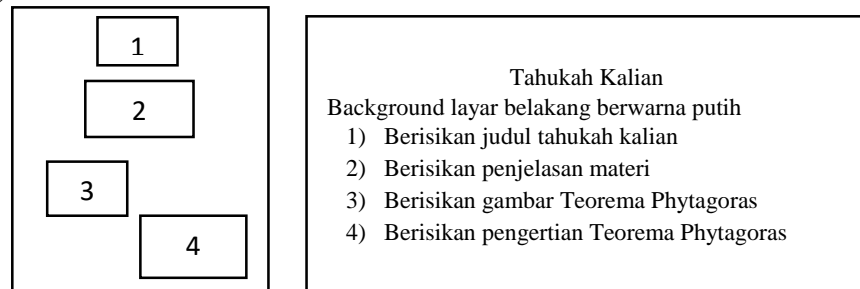 1
2
3
4
Tahukah Kalian
Background layar belakang berwarna putih
1) Berisikan judul tahukah kalian
2) Berisikan penjelasan materi
3) Berisikan gambar Teorema Phytagoras
4) Berisikan pengertian Teorema Phytagoras